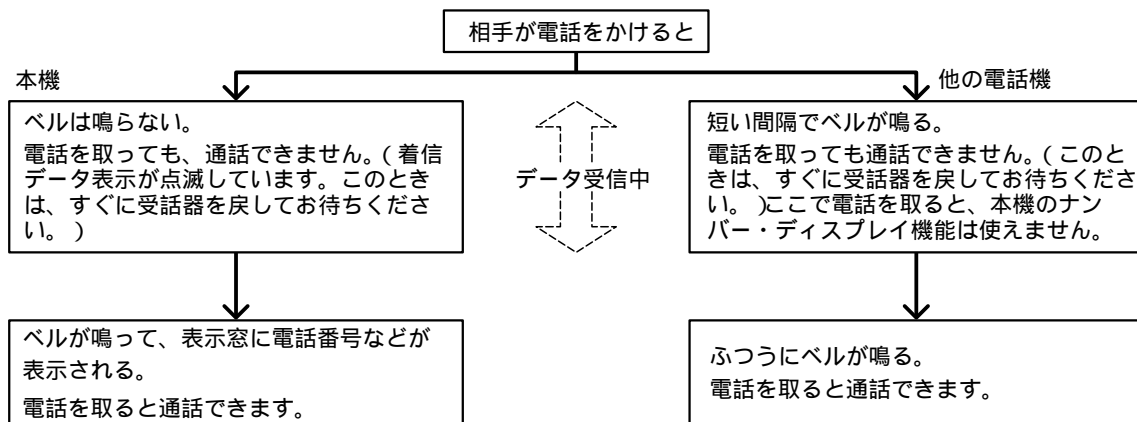 相手が電話をかけると
本機
ベルは鳴らない。
電話を取っても、通話できません。(着信
データ表示が点滅しています。このとき
は、すぐに受話器を戻してお待ちくださ
い。)
データ受信中
他の電話機
短い間隔でベルが鳴る。
電話を取っても通話できません。(このと
きは、すぐに受話器を戻してお待ちくださ
い。)ここで電話を取ると、本機のナン
バー・ディスプレイ機能は使えません。
ベルが鳴って、表示窓に電話番号などが
表示される。
電話を取ると通話できます。
ふつうにベルが鳴る。
電話を取ると通話できます。